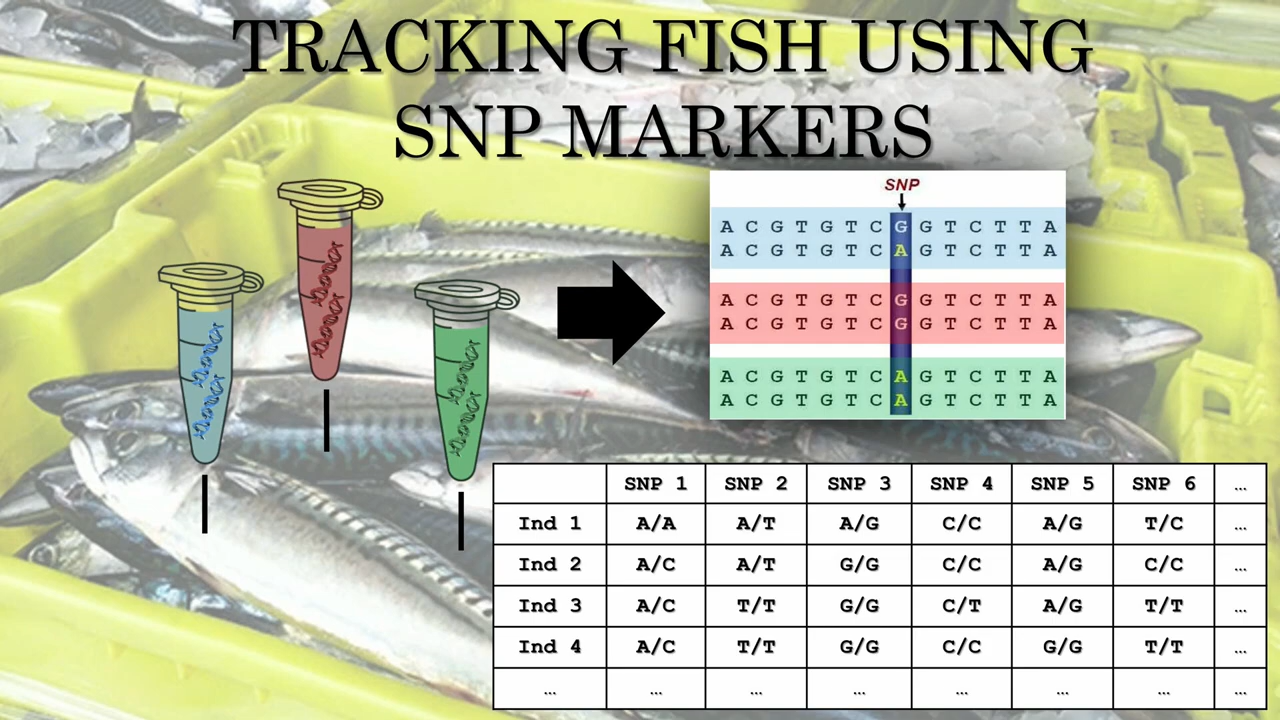 TRACKING FISH USING
SNP MARKERS
SNP
A C G T G T C G G T C T T A
A C G T G T C A G T C T T A
A C G T G T C G G T C T T A
A C G T G T C G G T C T T A
A C G T G T C A G T C T T A
A C G T G T C A G T C T T A
SNP 1 SNP 2 SNP 3 SNP 4 SNP 5 SNP 6 …
Ind 1 A/A A/T A/G C/C A/G T/C …
Ind 2 A/C A/T G/G C/C A/G C/C …
Ind 3 A/C T/T G/G C/T A/G T/T …
Ind 4 A/C T/T G/G C/C G/G T/T …
… … … … … … … …